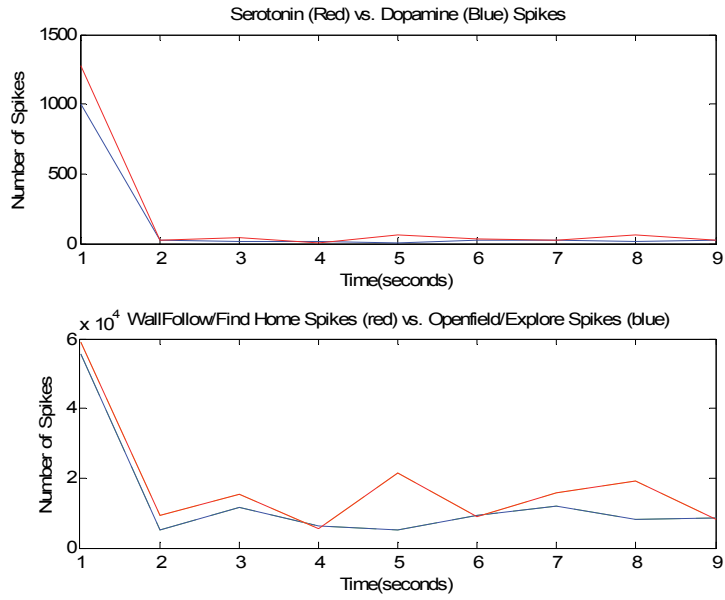 Serotonin (Red) vs. Dopamine (Blue) Spikes
1500
1000
500
0
Number of Spikes
1 2 3 4 5 6 7 8 9
Time(seconds)
x 10^4 WallFollow/Find Home Spikes (red) vs. Openfield/Explore Spikes (blue)
6
4
2
0
Number of Spikes
1 2 3 4 5 6 7 8 9
Time(seconds)